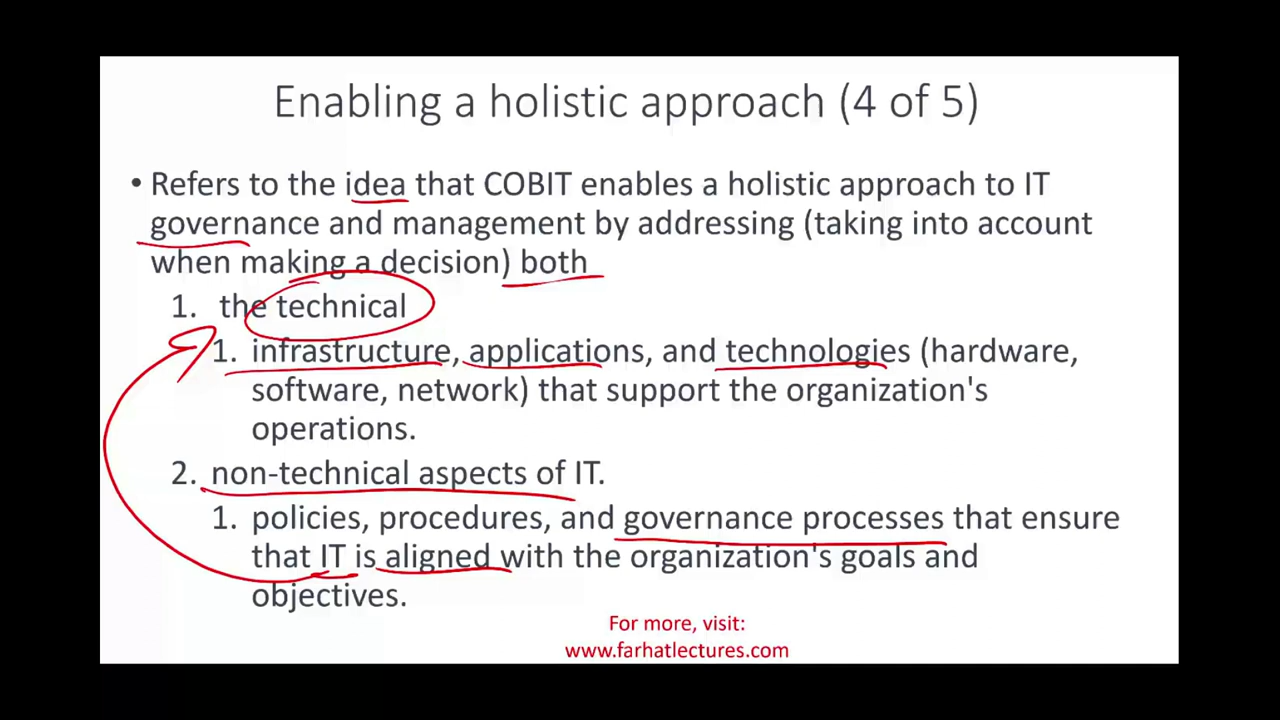 Enabling a holistic approach (4 of 5)
• Refers to the idea that COBIT enables a holistic approach to IT
governance and management by addressing (taking into account
when making a decision) both
1. the technical
1. infrastructure, applications, and technologies (hardware,
software, network) that support the organization's
operations.
2. non-technical aspects of IT.
1. policies, procedures, and governance processes that ensure
that IT is aligned with the organization's goals and
objectives.
For more, visit:
www.farhatlectures.com